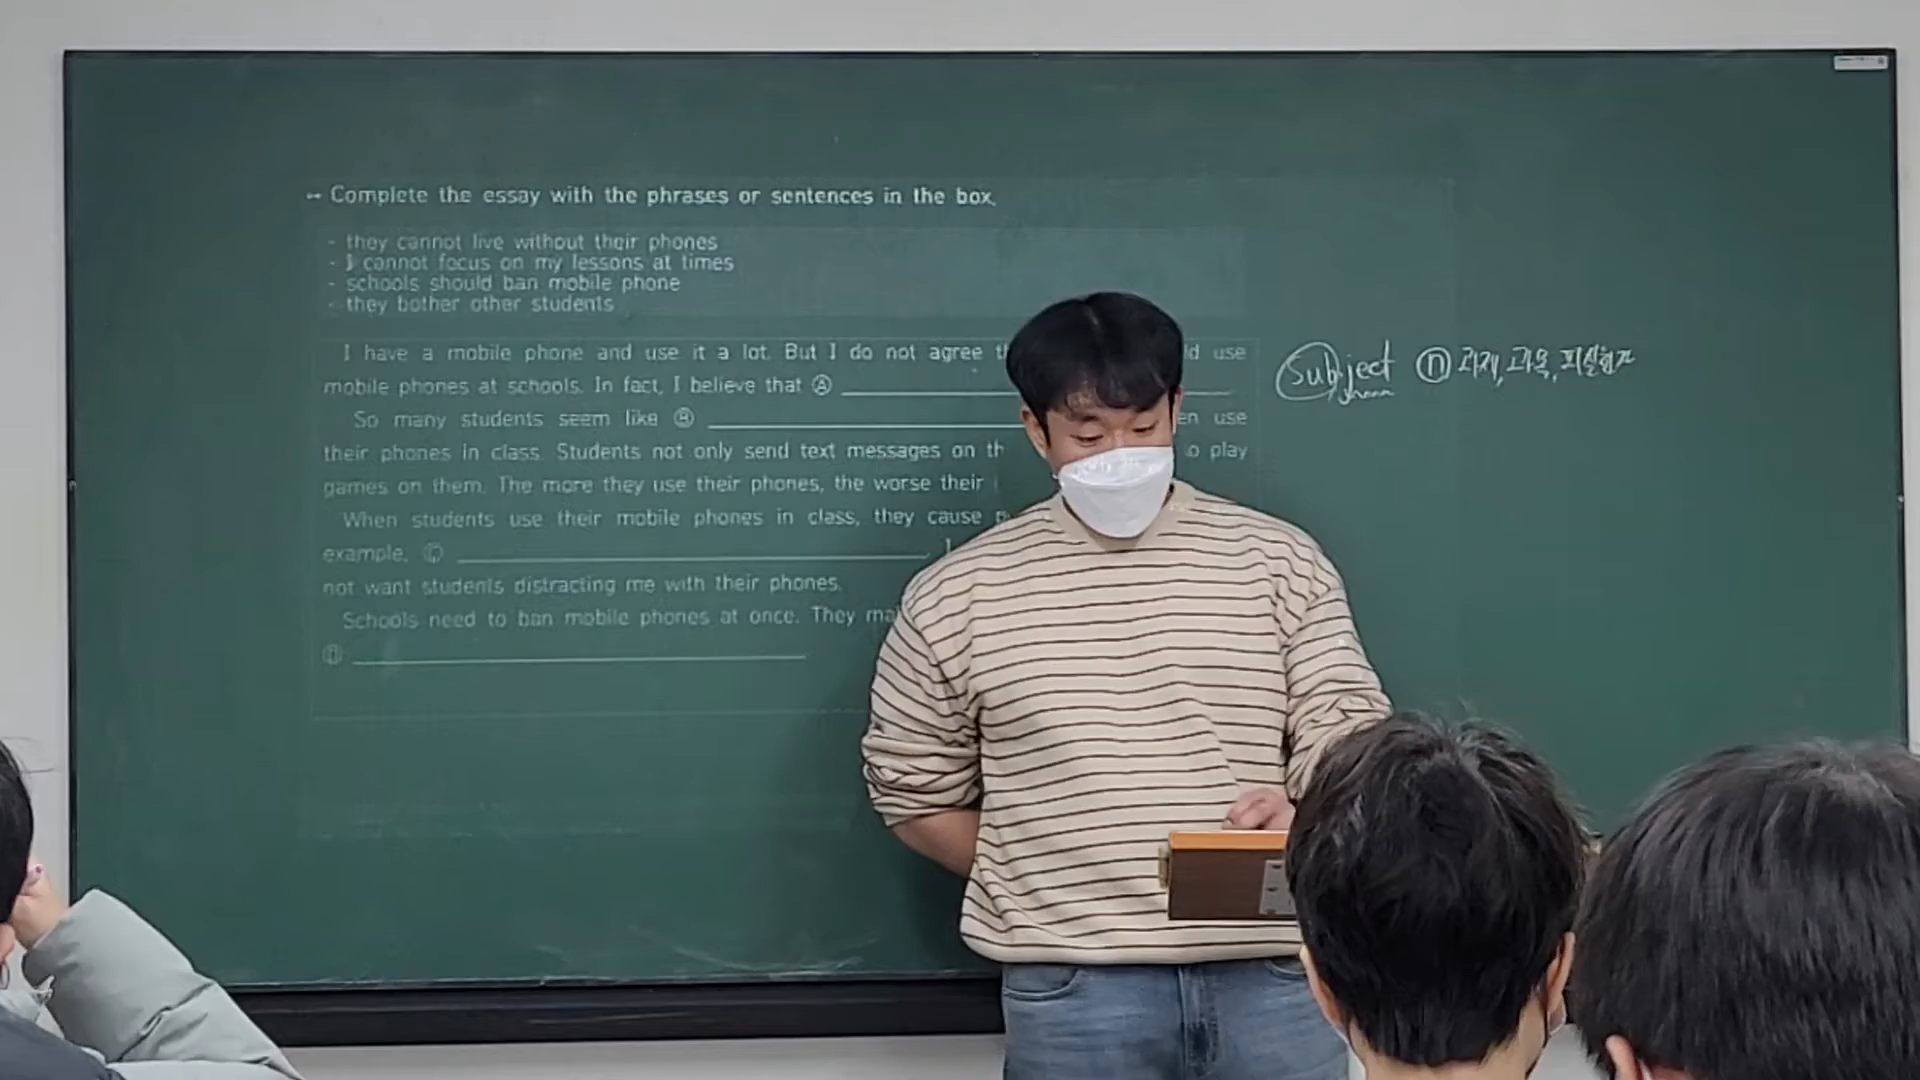 Complete the essay with the phrases or sentences in the box.
- they cannot live without their phones
- I cannot focus on my lessons at times
- schools should ban mobile phone
- they bother other students
I have a mobile phone and use it a lot. But I do not agree use
mobile phones at schools. In fact, I believe that Ⓐ
So many students seem like Ⓑ use
their phones in class. Students not only send text messages on play
games on them. The more they use their phones, the worse their
When students use their mobile phones in class, they cause
example, Ⓒ
not want students distracting me with their phones.
Schools need to ban mobile phones at once. They
Ⓓ
Subject ⓝ 과목, 피실험자